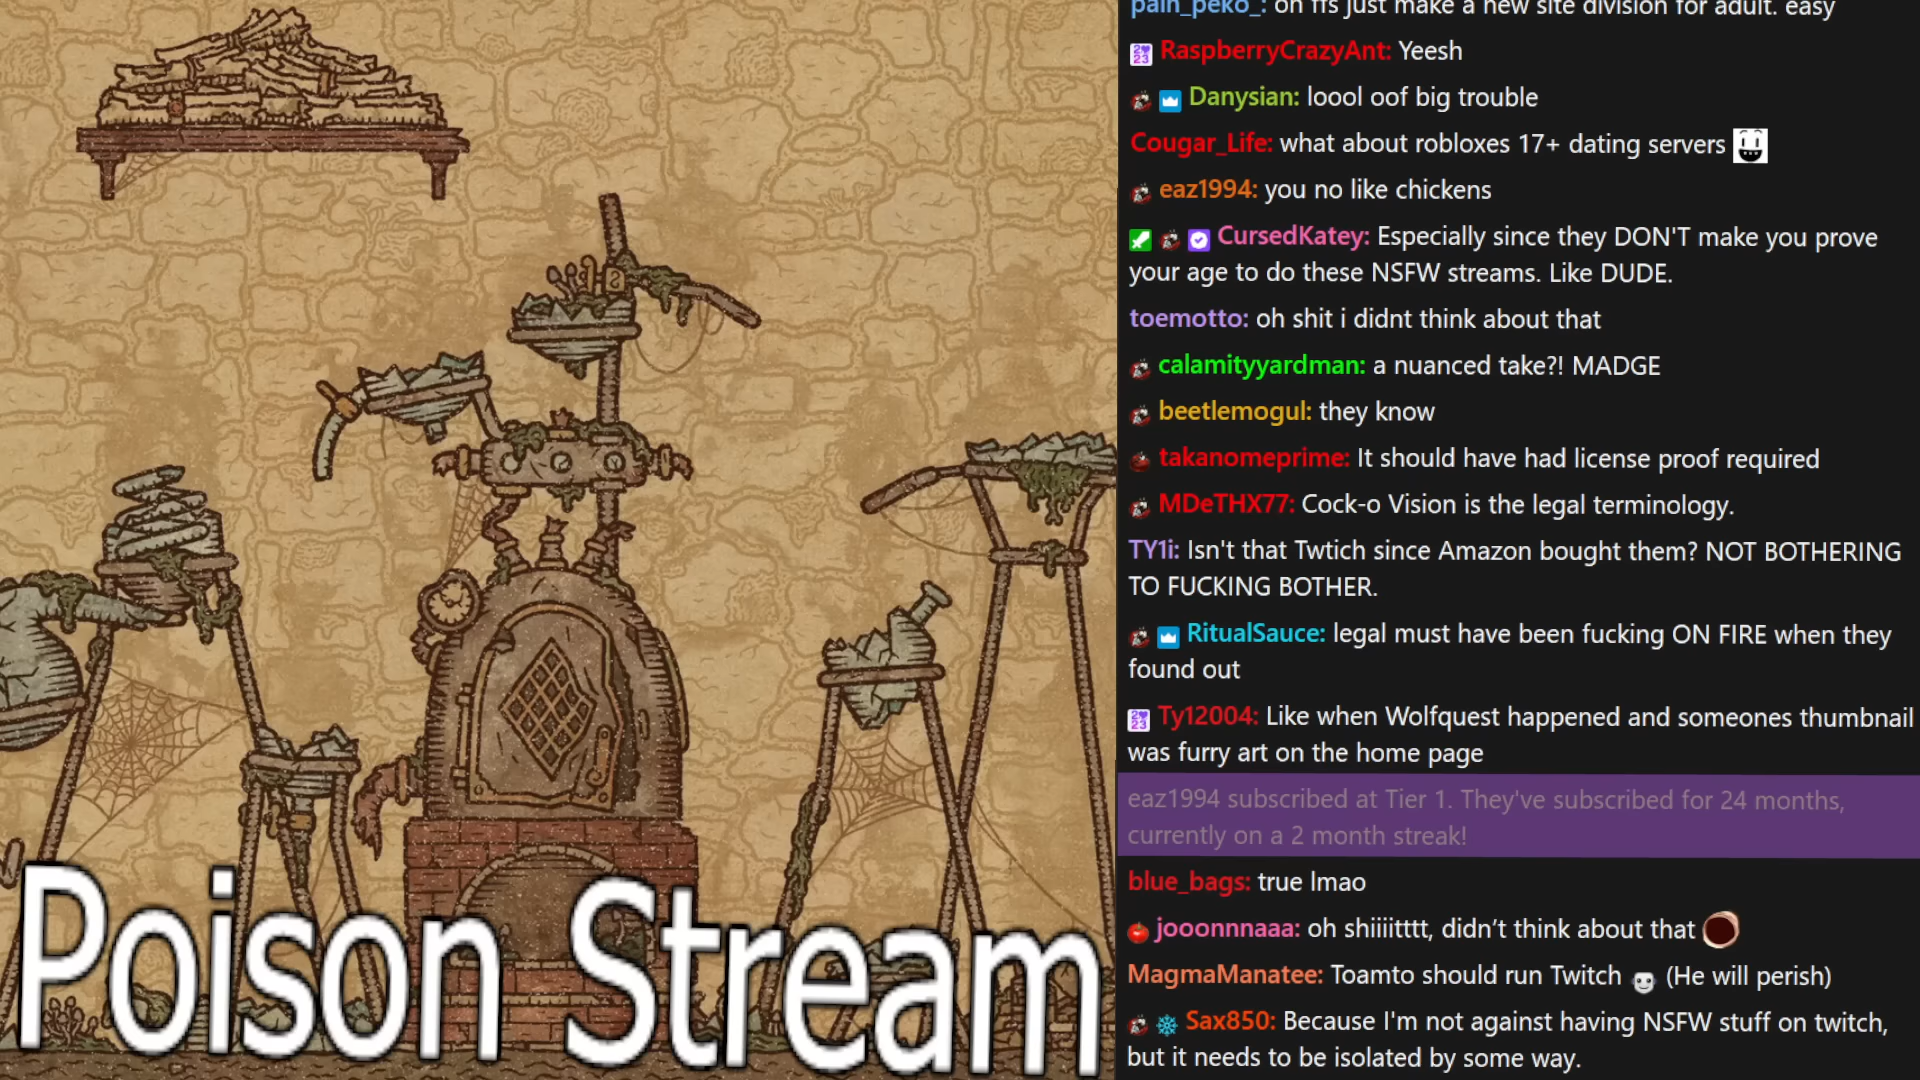 Poison Stream
pain_peko_: oh ffs just make a new site division for adult. easy
RaspberryCrazyAnt: Yeesh
Danysian: loool oof big trouble
Cougar_Life: what about robloxes 17+ dating servers
eaz1994: you no like chickens
CursedKatey: Especially since they DON'T make you prove
your age to do these NSFW streams. Like DUDE.
toemotto: oh shit i didnt think about that
calamityyardman: a nuanced take?! MADGE
beetlemogul: they know
takanomeprime: It should have had license proof required
MDeTHX77: Cock-o Vision is the legal terminology.
TY1i: Isn't that Twtich since Amazon bought them? NOT BOTHERING
TO FUCKING BOTHER.
RitualSauce: legal must have been fucking ON FIRE when they
found out
Ty12004: Like when Wolfquest happened and someones thumbnail
was furry art on the home page
eaz1994 subscribed at Tier 1. They've subscribed for 24 months,
currently on a 2 month streak!
blue_bags: true lmao
jooonnnaaa: oh shiiiitttt, didn’t think about that
MagmaManatee: Toamto should run Twitch (He will perish)
Sax850: Because I'm not against having NSFW stuff on twitch,
but it needs to be isolated by some way.